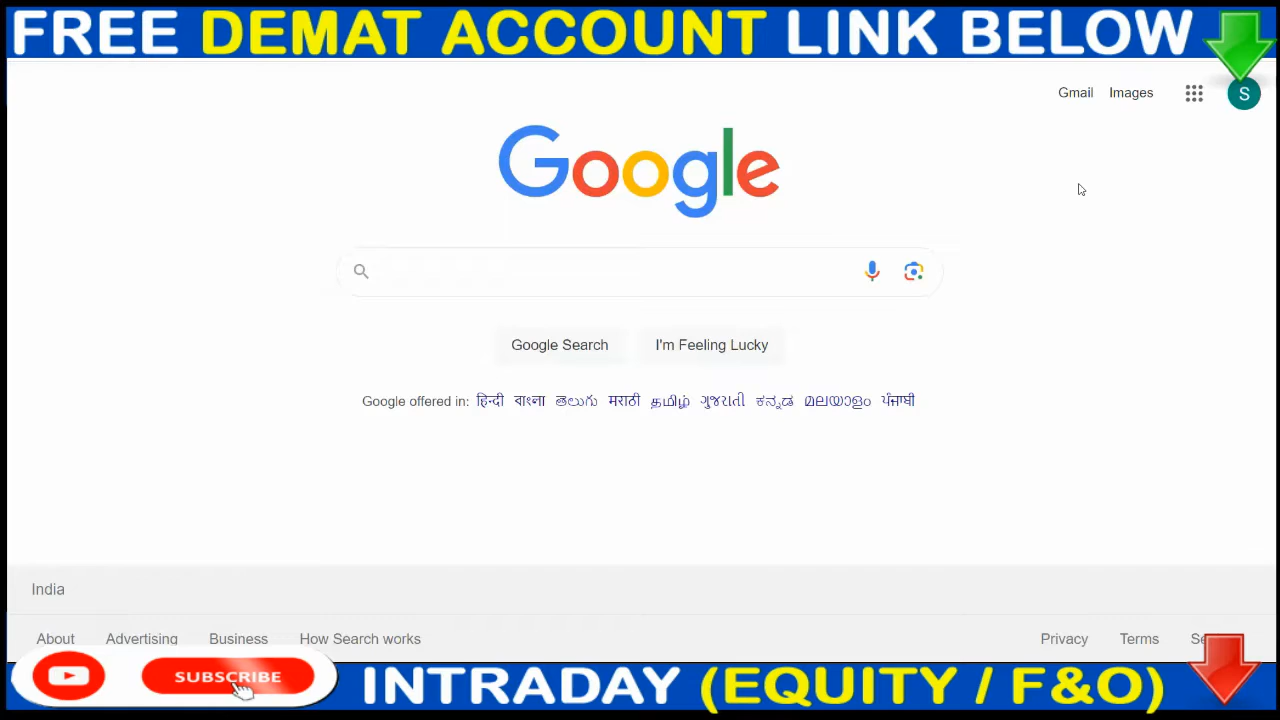 FREE DEMAT ACCOUNT LINK BELOW
Gmail Images S
Google
Google Search I'm Feeling Lucky
Google offered in: हिन्दी বাংলা తెలుగు मराठी தமிழ் ગુજરાતી ಕನ್ನಡ മലയാളം ਪੰਜਾਬੀ
India
About Advertising Business How Search works Privacy Terms Se
SUBSCRIBE
INTRADAY (EQUITY / F&O)